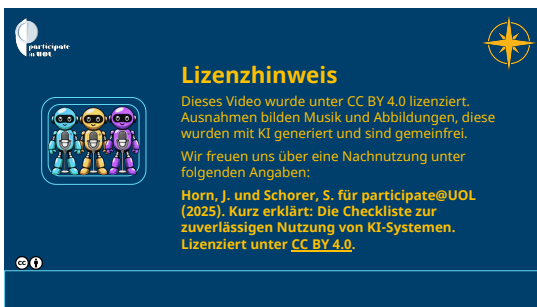 participate
in UOL
Lizenzhinweis
Dieses Video wurde unter CC BY 4.0 lizenziert.
Ausnahmen bilden Musik und Abbildungen, diese
wurden mit KI generiert und sind gemeinfrei.
Wir freuen uns über eine Nachnutzung unter
folgenden Angaben:
Horn, J. und Schorer, S. für participate@UOL
(2025). Kurz erklärt: Die Checkliste zur
zuverlässigen Nutzung von KI-Systemen.
Lizenziert unter CC BY 4.0.
cc